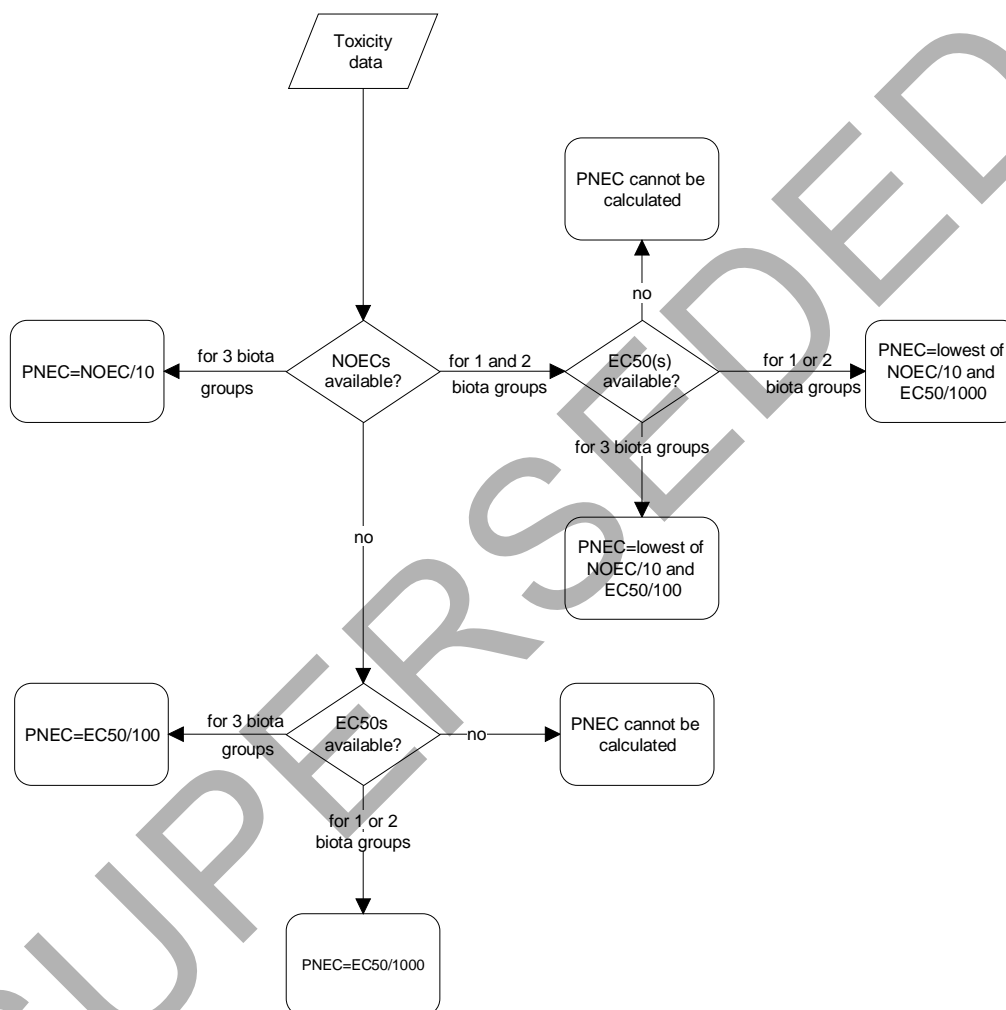 Toxicity
data
PNEC cannot be
calculated
no
PNEC=NOEC/10
for 3 biota
groups
NOECs
available?
for 1 and 2
biota groups
EC50(s)
available?
for 1 or 2
biota groups
PNEC=lowest of
NOEC/10 and
EC50/1000
for 3 biota groups
PNEC=lowest of
NOEC/10 and
EC50/100
no
PNEC=EC50/100
for 3 biota
groups
EC50s
available?
no
PNEC cannot be
calculated
for 1 or 2
biota groups
PNEC=EC50/1000
SUPERSEDED